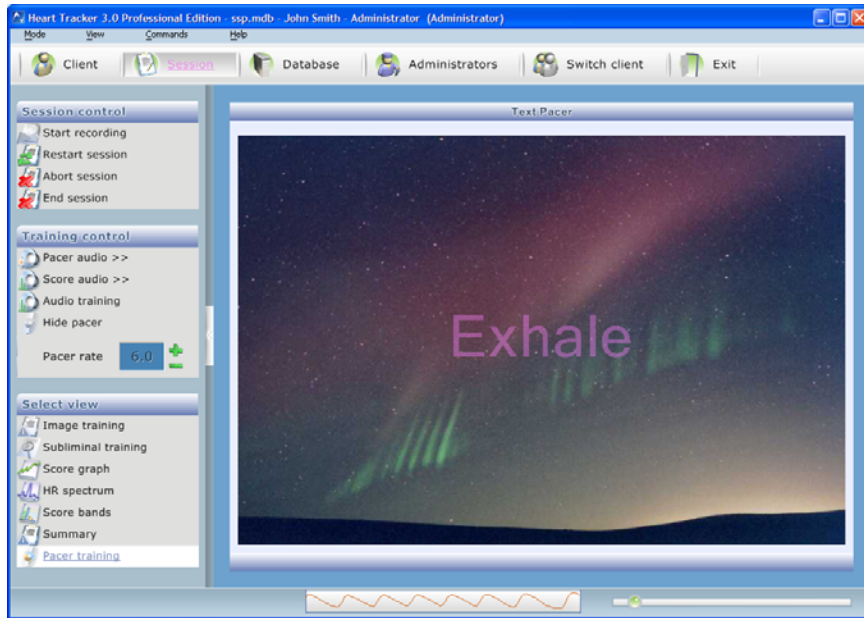 Heart Tracker 3.0 Professional Edition - ssp.mdb - John Smith - Administrator (Administrator)
Mode View Commands Help
Client Session Database Administrators Switch client Exit
Session control
Start recording
Restart session
Abort session
End session
Training control
Pacer audio >>
Score audio >>
Audio training
Hide pacer
Pacer rate 6.0
Select view
Image training
Subliminal training
Score graph
HR spectrum
Score bands
Summary
Pacer training
Text Pacer
Exhale